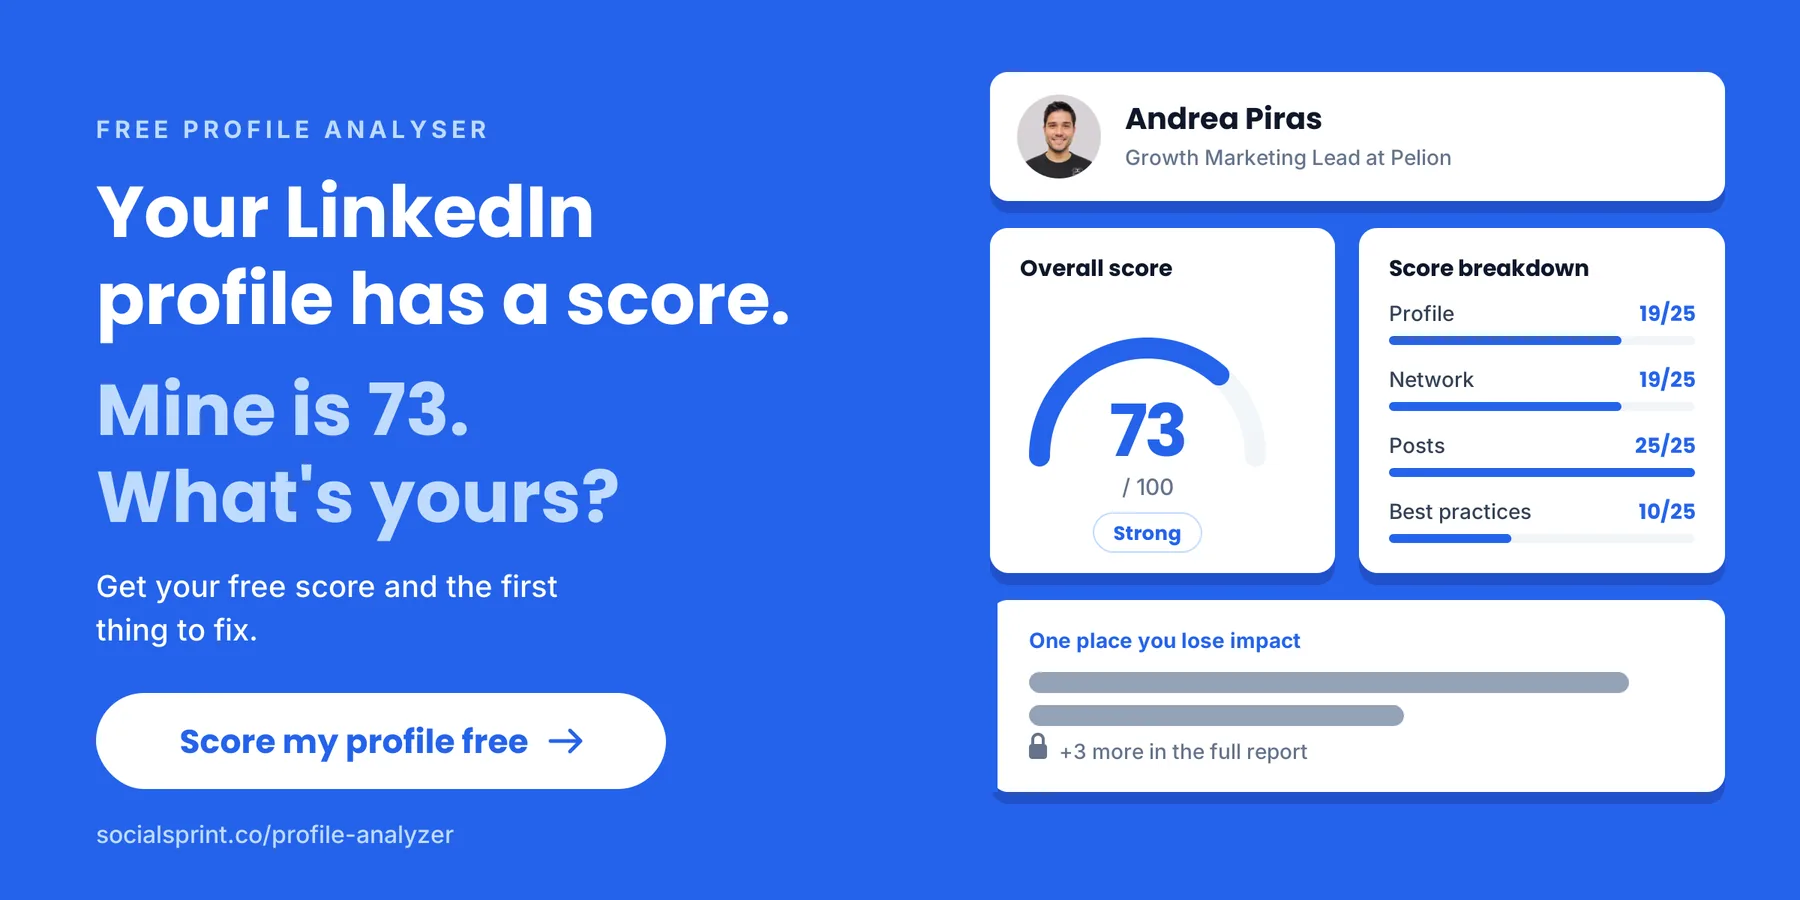 FREE PROFILE ANALYSER
Your LinkedIn
profile has a score.
Mine is 73.
What's yours?
Get your free score and the first
thing to fix.
Score my profile free →
socialsprint.co/profile-analyzer
Andrea Piras
Growth Marketing Lead at Pelion
Overall score
73
/ 100
Strong
Score breakdown
Profile 19/25
Network 19/25
Posts 25/25
Best practices 10/25
One place you lose impact
+3 more in the full report